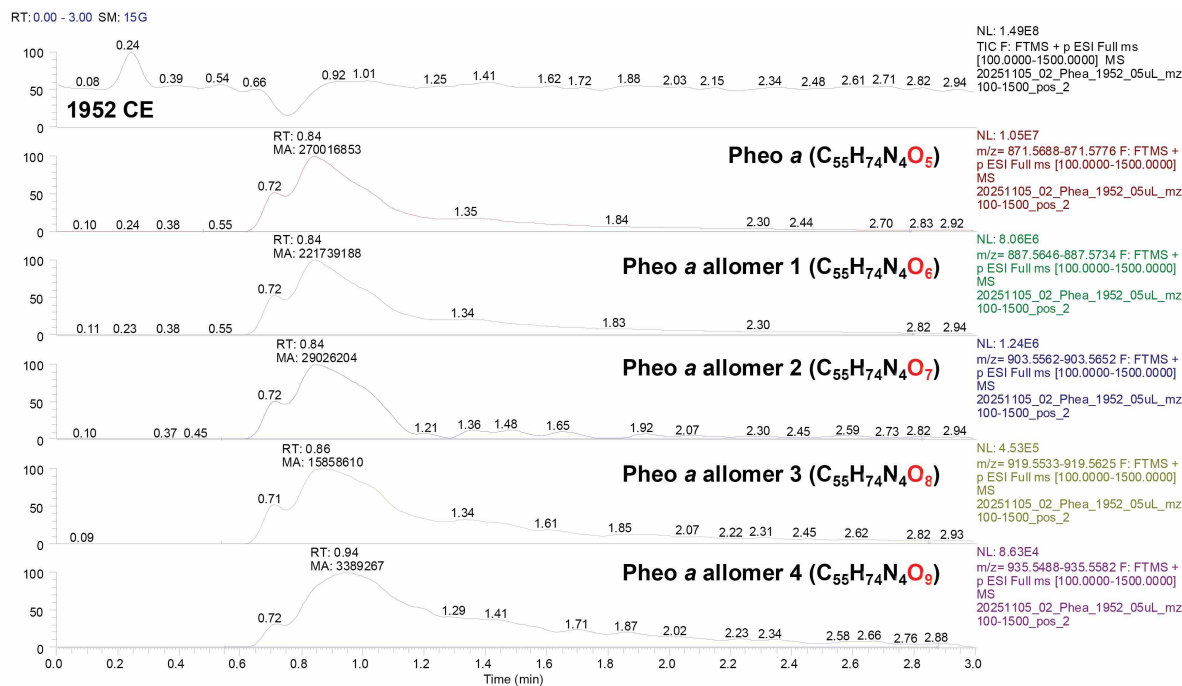 RT: 0.00 - 3.00 SM: 15G
NL: 1.49E8
TIC F: FTMS + p ESI Full ms
[100.0000-1500.0000] MS
20251105_02_Phea_1952_05uL_mz
100-1500_pos_2
100
50
0
0.08 0.24 0.39 0.54 0.66 0.92 1.01 1.25 1.41 1.62 1.72 1.88 2.03 2.15 2.34 2.48 2.61 2.71 2.82 2.94
1952 CE
RT: 0.84
MA: 270016853
Pheo a (C₅₅H₇₄N₄O₅)
NL: 1.05E7
m/z= 871.5688-871.5776 F: FTMS +
p ESI Full ms [100.0000-1500.0000]
MS
20251105_02_Phea_1952_05uL_mz
100-1500_pos_2
100
50
0
0.10 0.24 0.38 0.55 0.72 1.35 1.84 2.30 2.44 2.70 2.83 2.92
RT: 0.84
MA: 221739188
Pheo a allomer 1 (C₅₅H₇₄N₄O₆)
NL: 8.06E6
m/z= 887.5646-887.5734 F: FTMS +
p ESI Full ms [100.0000-1500.0000]
MS
20251105_02_Phea_1952_05uL_mz
100-1500_pos_2
100
50
0
0.11 0.23 0.38 0.55 0.72 1.34 1.83 2.30 2.82 2.94
RT: 0.84
MA: 29026204
Pheo a allomer 2 (C₅₅H₇₄N₄O₇)
NL: 1.24E6
m/z= 903.5562-903.5652 F: FTMS +
p ESI Full ms [100.0000-1500.0000]
MS
20251105_02_Phea_1952_05uL_mz
100-1500_pos_2
100
50
0
0.10 0.37 0.45 0.72 1.21 1.36 1.48 1.65 1.92 2.07 2.30 2.45 2.59 2.73 2.82 2.94
RT: 0.86
MA: 15858610
Pheo a allomer 3 (C₅₅H₇₄N₄O₈)
NL: 4.53E5
m/z= 919.5533-919.5625 F: FTMS +
p ESI Full ms [100.0000-1500.0000]
MS
20251105_02_Phea_1952_05uL_mz
100-1500_pos_2
100
50
0
0.09 0.71 1.34 1.61 1.85 2.07 2.22 2.31 2.45 2.62 2.82 2.93
RT: 0.94
MA: 3389267
Pheo a allomer 4 (C₅₅H₇₄N₄O₉)
NL: 8.63E4
m/z= 935.5488-935.5582 F: FTMS +
p ESI Full ms [100.0000-1500.0000]
MS
20251105_02_Phea_1952_05uL_mz
100-1500_pos_2
100
50
0
0.72 1.29 1.41 1.71 1.87 2.02 2.23 2.34 2.58 2.66 2.76 2.88
0.0 0.2 0.4 0.6 0.8 1.0 1.2 1.4 1.6 1.8 2.0 2.2 2.4 2.6 2.8 3.0
Time (min)